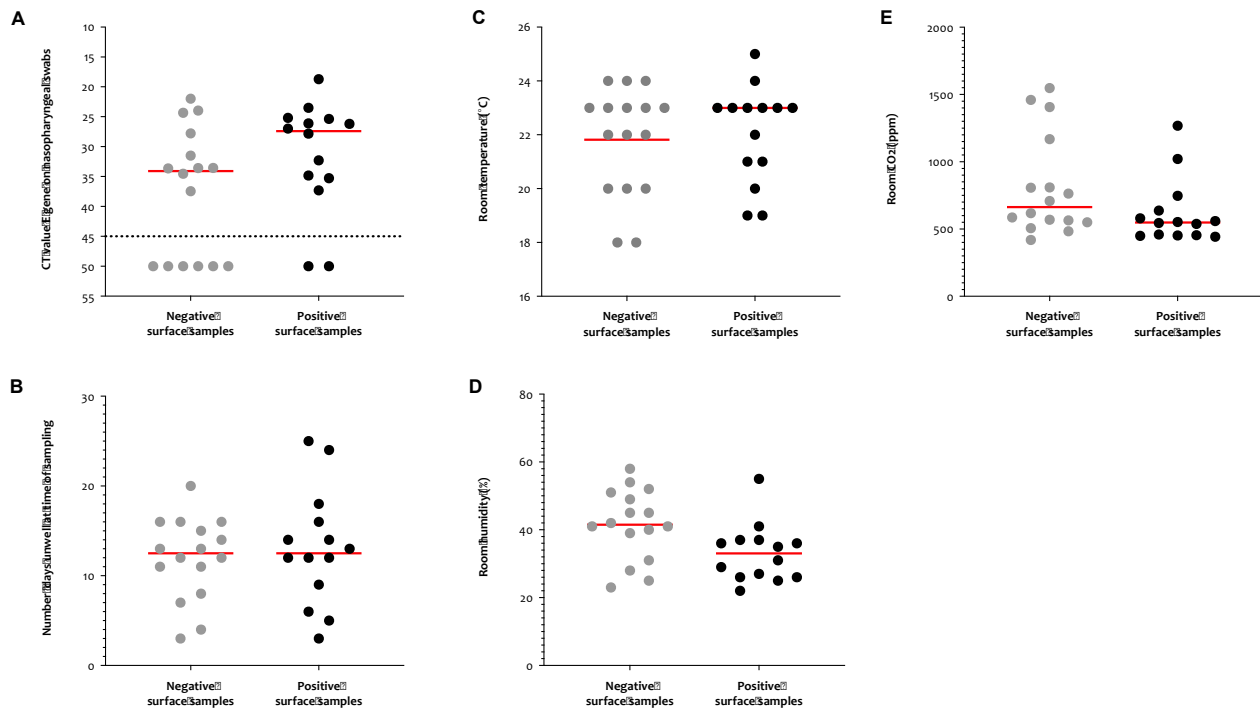 A
CT value E gene on nasopharyngeal swabs
10
15
20
25
30
35
40
45
50
55
Negative
surface samples
Positive
surface samples
C
Room temperature (°C)
26
24
22
20
18
16
Negative
surface samples
Positive
surface samples
E
Room CO2 (ppm)
2000
1500
1000
500
0
Negative
surface samples
Positive
surface samples
B
Number days unwell at time of sampling
30
20
10
0
Negative
surface samples
Positive
surface samples
D
Room humidity (%)
80
60
40
20
0
Negative
surface samples
Positive
surface samples